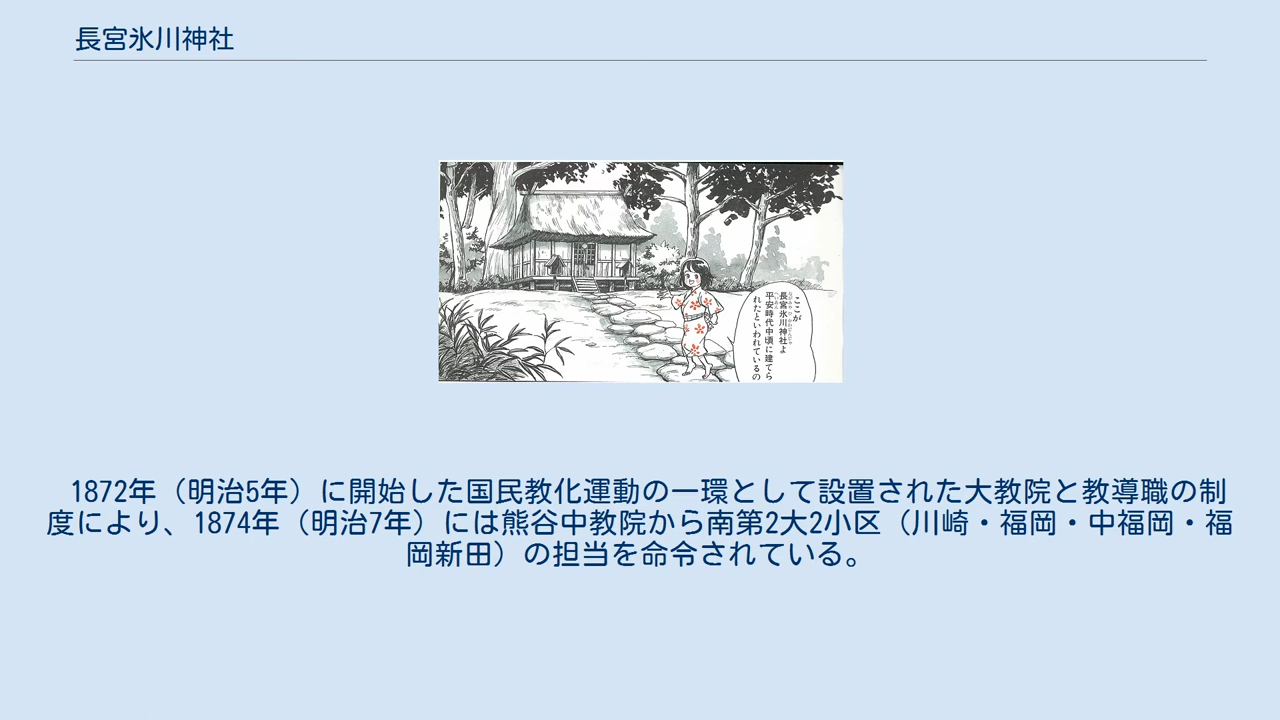 長宮氷川神社
ここが
長宮氷川神社よ
平安時代中頃に建てら
れたといわれているの
1872年（明治5年）に開始した国民教化運動の一環として設置された大教院と教導職の制
度により、1874年（明治7年）には熊谷中教院から南第2大2小区（川崎・福岡・中福岡・福
岡新田）の担当を命令されている。